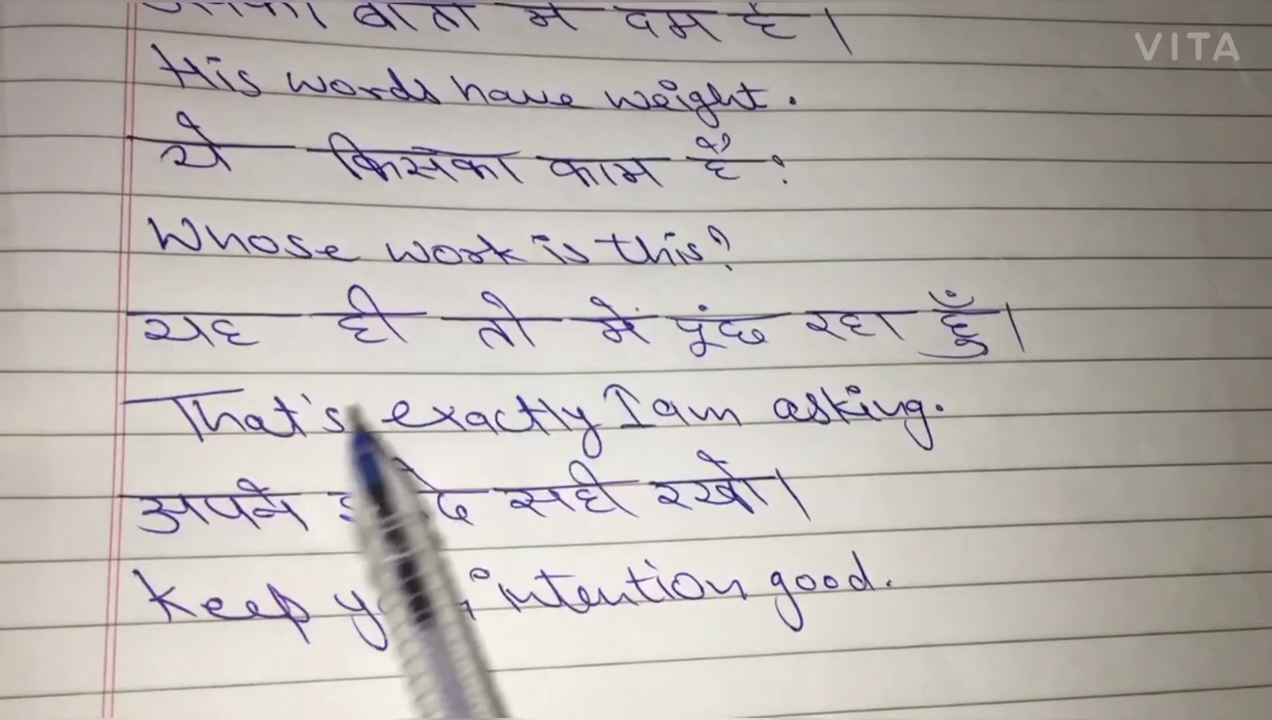 बातों में दम है।
VITA
His words have weight.
ये किसका काम है?
Whose work is this?
यह ही तो में पूंछ रहा हूँ।
That's exactly I am asking.
अपने सही रखो।
Keep intention good.